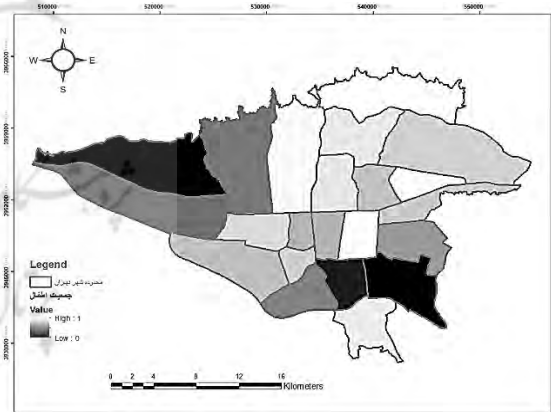 510000 520000 530000 540000 550000
N
W E
S
Legend
محدوده شهر تهران
جمعیت اطفال
Value
High : 1
Low : 0
0 2 4 8 12 16
Kilometers